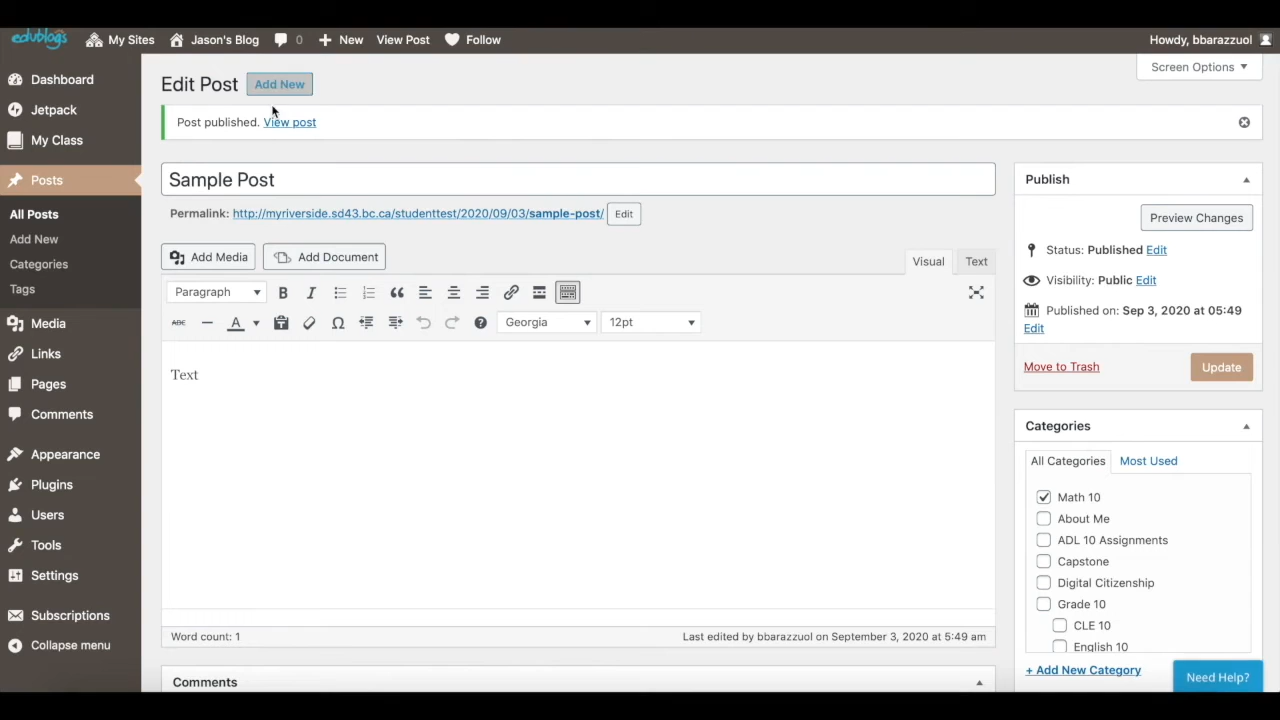 edublogs My Sites Jason's Blog 0 New View Post Follow Howdy, bbarazzuol
Screen Options
Dashboard
Jetpack
My Class
Posts
All Posts
Add New
Categories
Tags
Media
Links
Pages
Comments
Appearance
Plugins
Users
Tools
Settings
Subscriptions
Collapse menu
Edit Post Add New
Post published. View post
Sample Post
Permalink: http://myriverside.sd43.bc.ca/studenttest/2020/09/03/sample-post/ Edit
Add Media Add Document Visual Text
Paragraph B I
ABC A Georgia 12pt
Text
Word count: 1 Last edited by bbarazzuol on September 3, 2020 at 5:49 am
Comments
Publish
Preview Changes
Status: Published Edit
Visibility: Public Edit
Published on: Sep 3, 2020 at 05:49
Edit
Move to Trash Update
Categories
All Categories Most Used
Math 10
About Me
ADL 10 Assignments
Capstone
Digital Citizenship
Grade 10
CLE 10
English 10
+ Add New Category
Need Help?